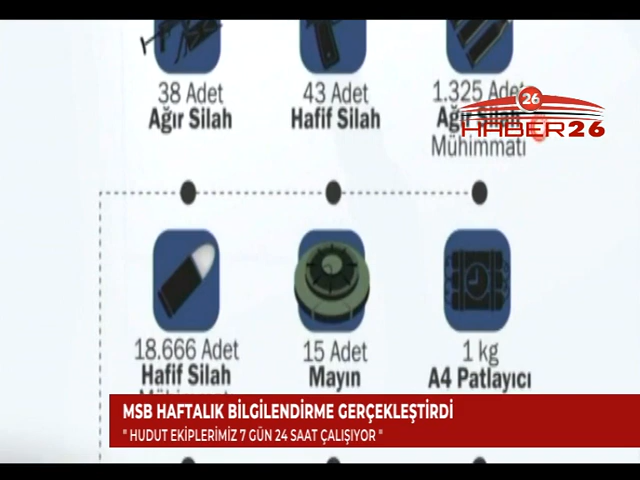 38 Adet
Ağır Silah
43 Adet
Hafif Silah
1.325 Adet
Ağır Silah
Mühimmatı
26
HABER26
18.666 Adet
Hafif Silah
15 Adet
Mayın
1 kg
A4 Patlayıcı
MSB HAFTALIK BİLGİLENDİRME GERÇEKLEŞTİRDİ
" HUDUT EKİPLERİMİZ 7 GÜN 24 SAAT ÇALIŞIYOR "